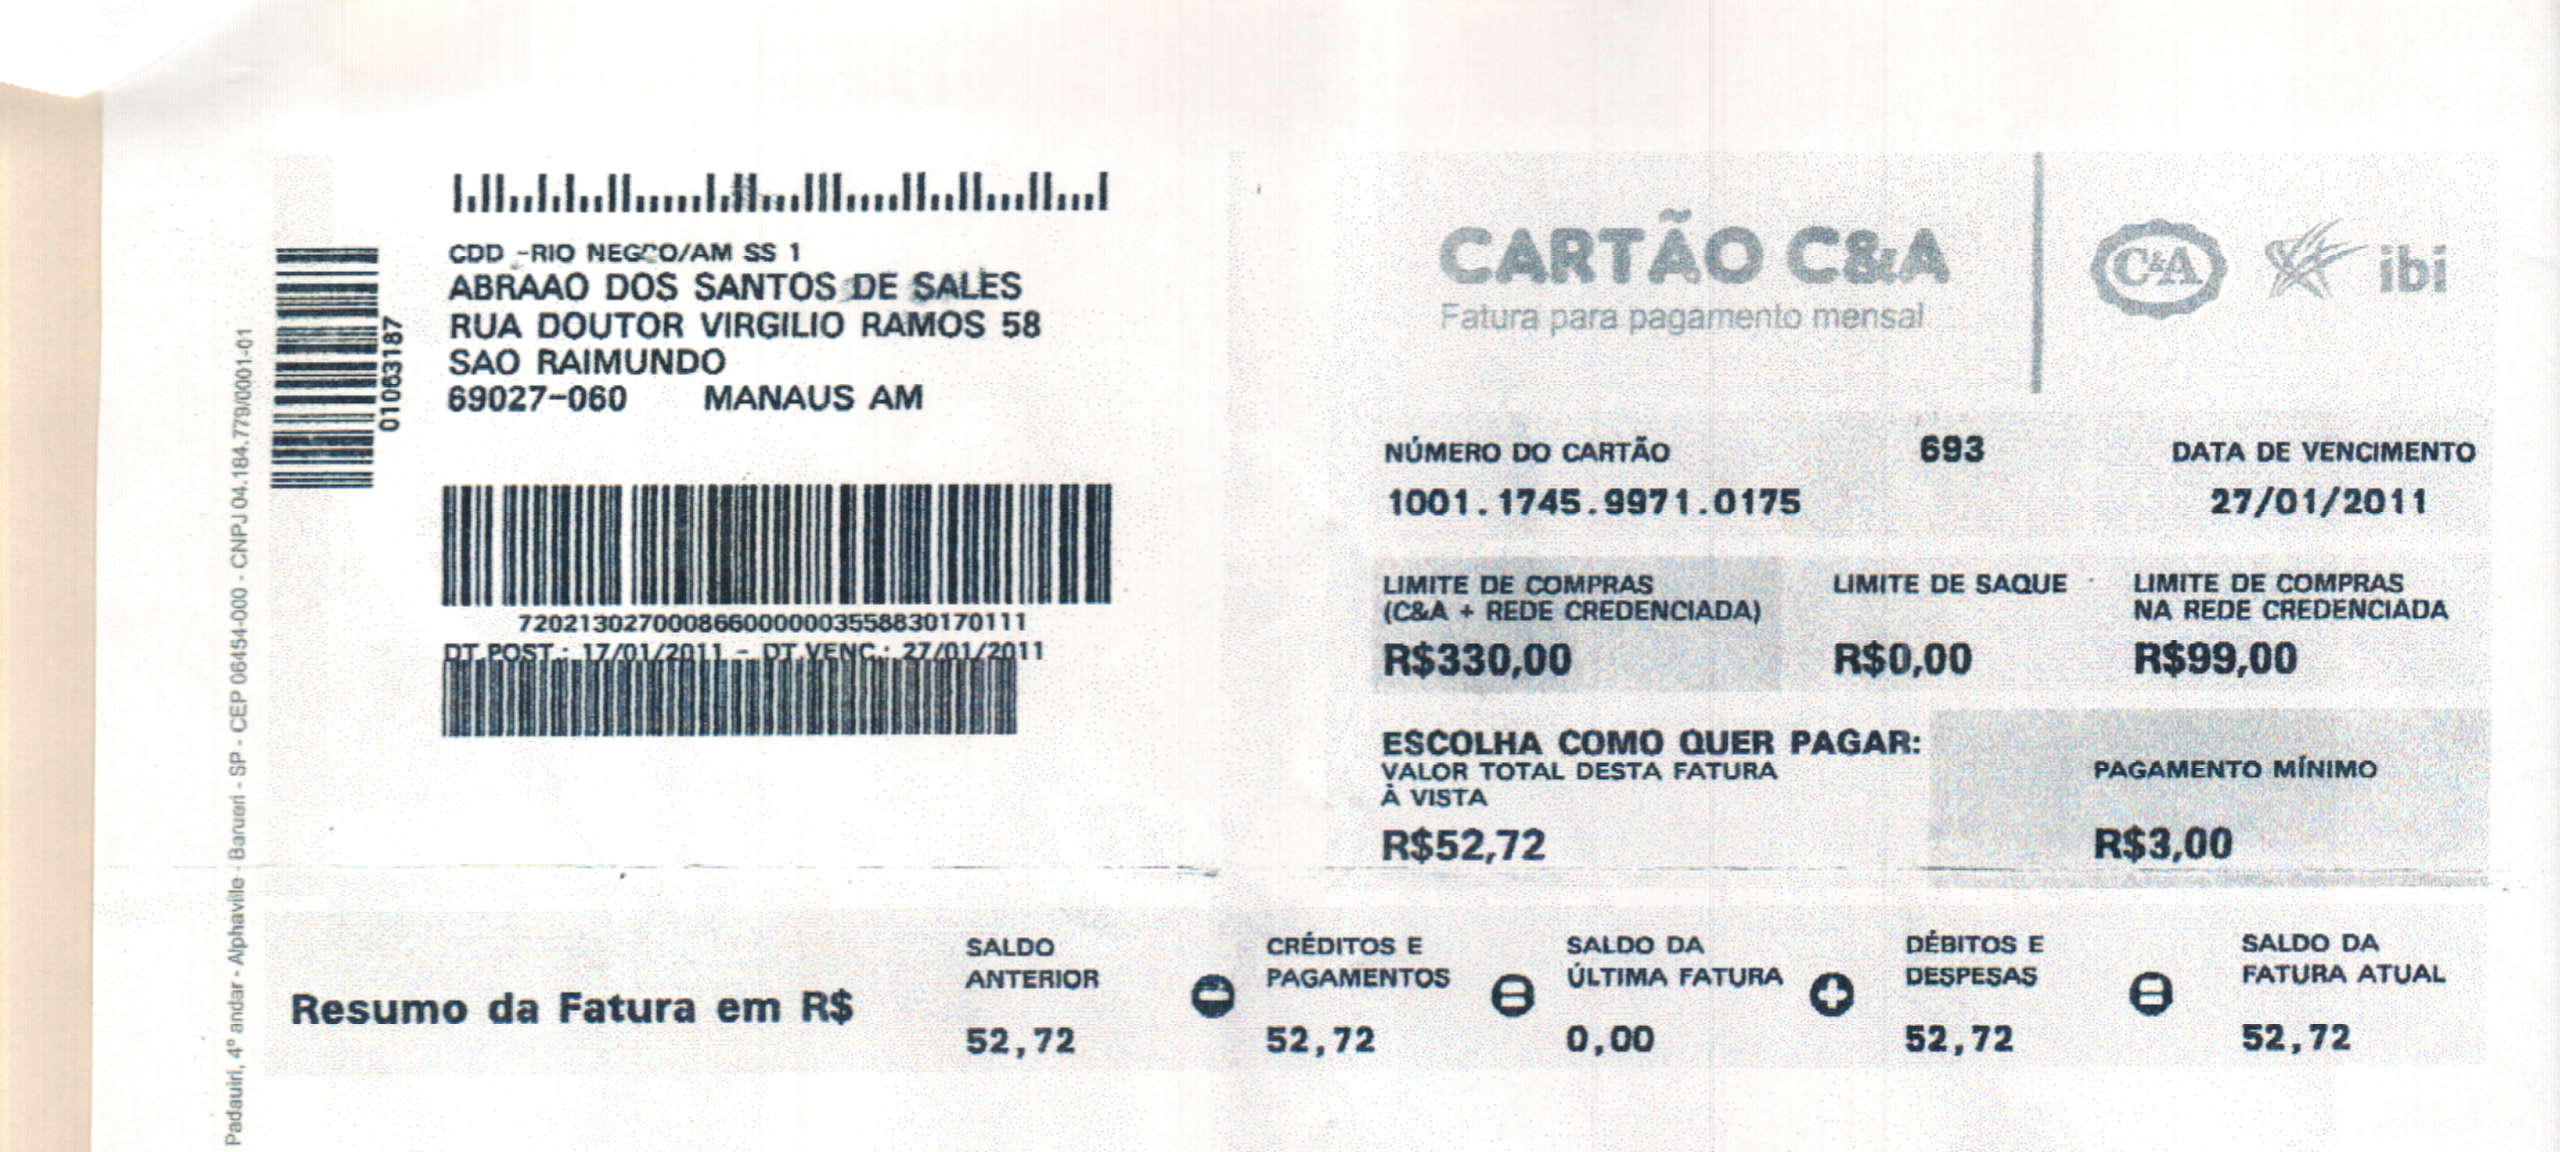 CDD -RIO NEGRO/AM SS 1
ABRAAO DOS SANTOS DE SALES
RUA DOUTOR VIRGILIO RAMOS 58
SAO RAIMUNDO
69027-060 MANAUS AM
01063187
72021302700086600000035588301 70111
DT.POST.: 17/01/2011 - DT.VENC.: 27/01/2011
Padauiri, 4º andar - Alphaville - Barueri - SP - CEP 06454-000 - CNPJ 04.184.779/0001-01
CARTÃO C&A
Fatura para pagamento mensal
C&A
ibi
NÚMERO DO CARTÃO 693 DATA DE VENCIMENTO
1001.1745.9971.0175 27/01/2011
LIMITE DE COMPRAS LIMITE DE SAQUE LIMITE DE COMPRAS
(C&A + REDE CREDENCIADA) NA REDE CREDENCIADA
R$330,00 R$0,00 R$99,00
ESCOLHA COMO QUER PAGAR:
VALOR TOTAL DESTA FATURA PAGAMENTO MÍNIMO
À VISTA
R$52,72 R$3,00
SALDO CRÉDITOS E SALDO DA DÉBITOS E SALDO DA
ANTERIOR PAGAMENTOS ÚLTIMA FATURA DESPESAS FATURA ATUAL
Resumo da Fatura em R$
52,72 52,72 0,00 52,72 52,72